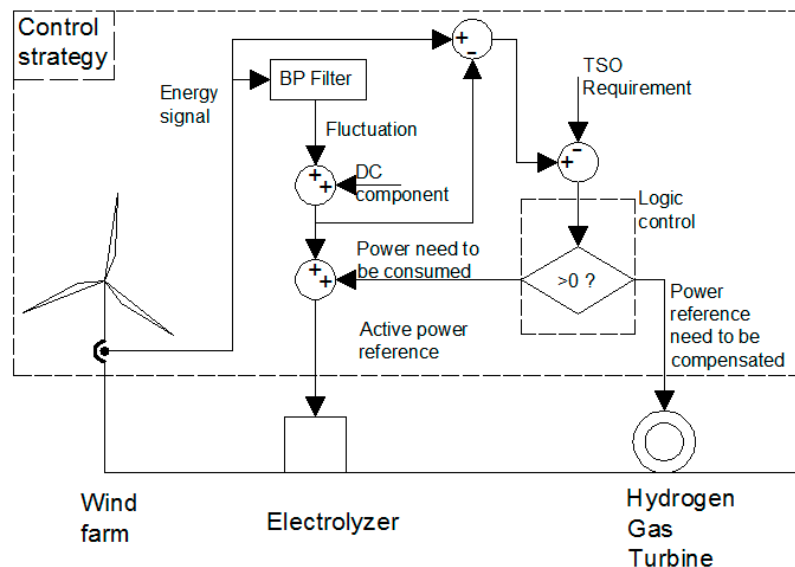 Control
strategy
+
-
TSO
Requirement
BP Filter
Energy
signal
Fluctuation
-
+
+
+
DC
component
Logic
control
Power need to
be consumed
+
+
>0 ?
Power
reference
need to be
compensated
Active power
reference
Wind
farm
Electrolyzer
Hydrogen
Gas
Turbine